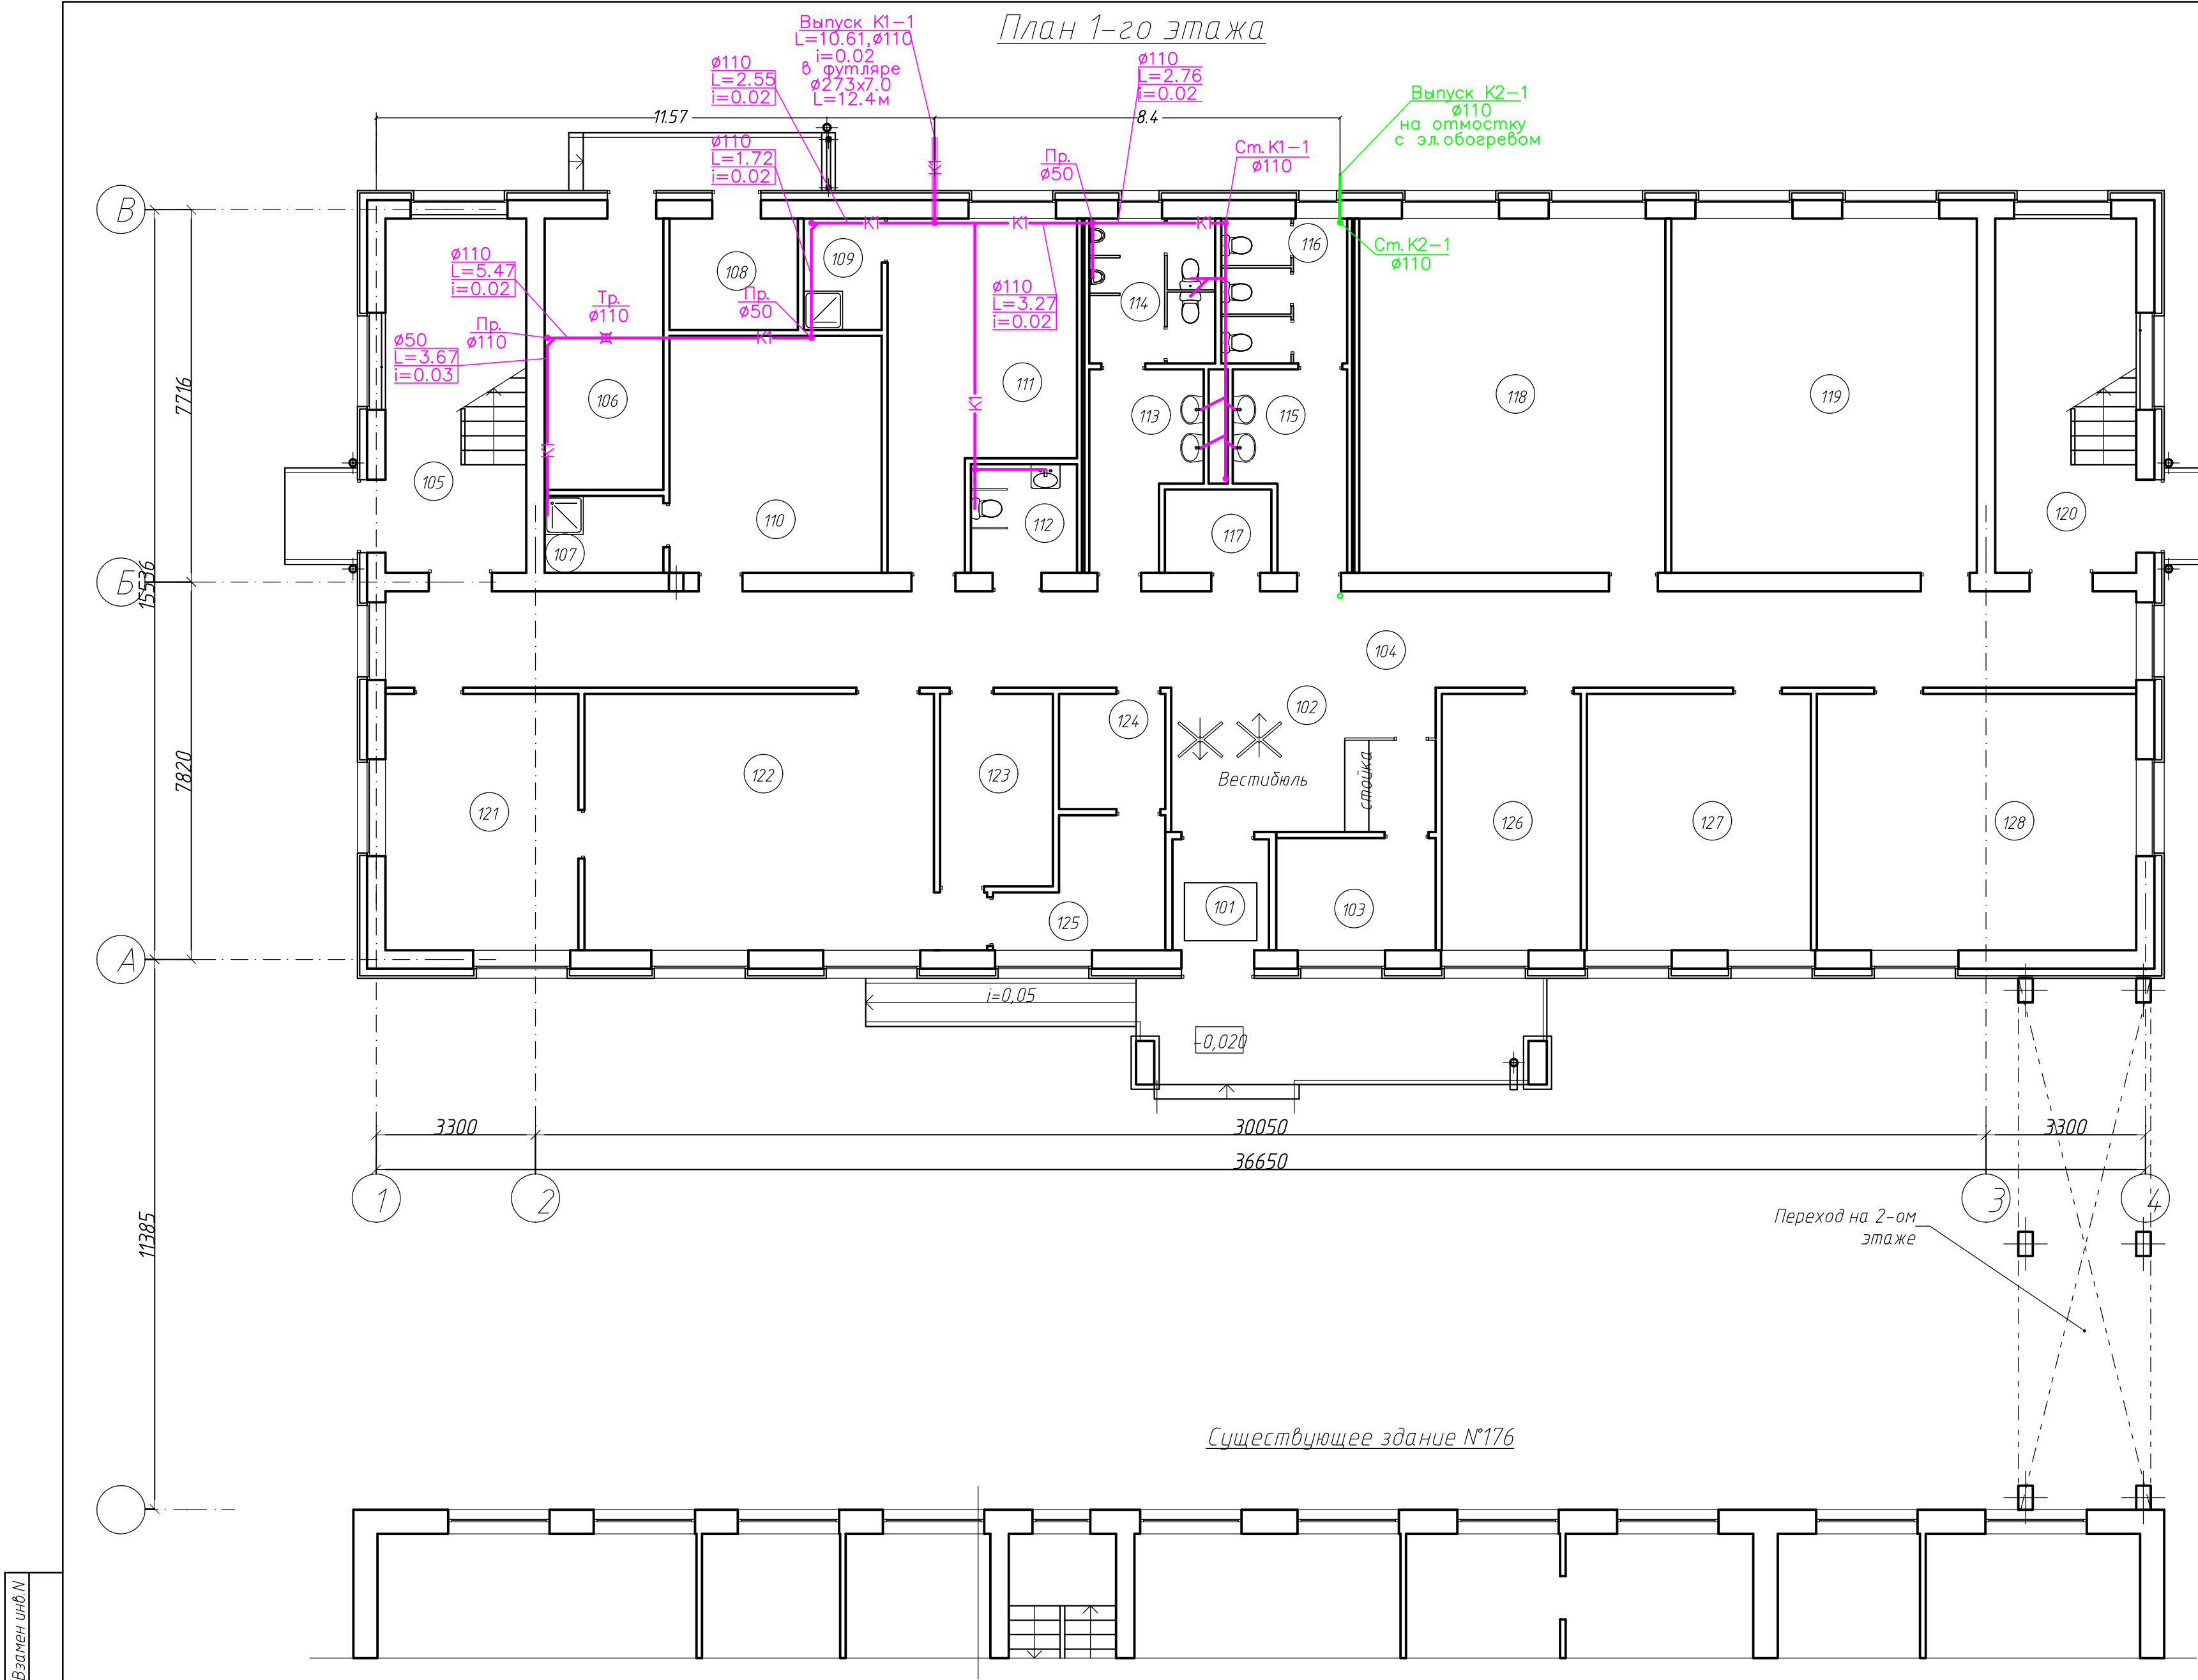 План 1-го этажа
Выпуск К1-1
L=10.61,ø110
i=0.02
в футляре
ø273х7.0
L=12.4м
ø110
L=2.55
i=0.02
ø110
L=2.76
i=0.02
Выпуск К2-1
ø110
на отмостку
с эл.обогревом
11.57
8.4
ø110
L=1.72
i=0.02
К1
Пр.
ø50
Ст. К1-1
ø110
В
К1
К1
К1
Ст. К2-1
ø110
ø110
L=5.47
i=0.02
108
109
116
Тр.
ø110
Пр.
ø50
ø110
L=3.27
i=0.02
114
Пр.
ø110
ø50
L=3.67
i=0.03
К1
7716
106
К1
К1
111
113
115
118
119
105
107
110
112
117
120
Б
15536
104
102
7820
121
122
123
124
Вестибюль
стойка
126
127
128
125
101
103
А
i=0,05
-0,020
3300
30050
3300
36650
1
2
3
4
11385
Переход на 2-ом
этаже
Существующее здание №176
Взамен инв.N